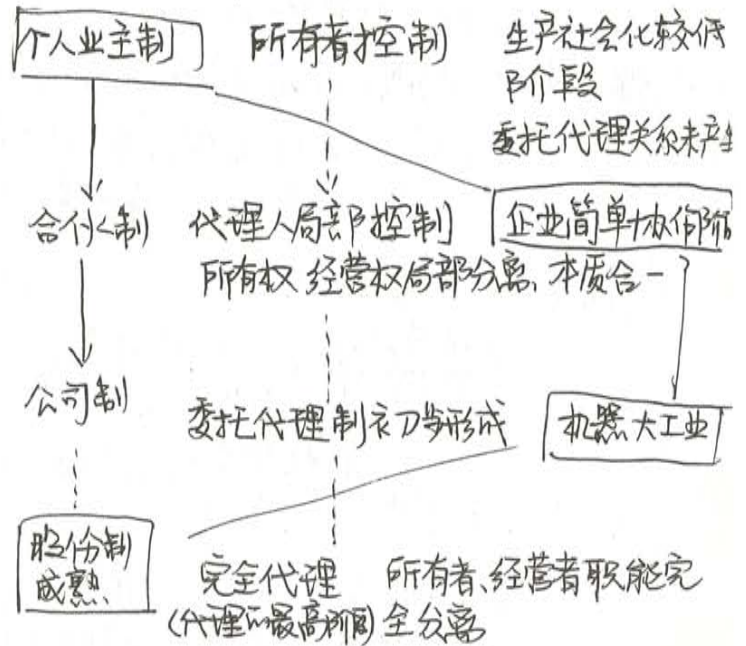 个人业主制
所有者控制
生产社会化较低
阶段
委托代理关系未产生
合伙制
代理人局部控制
企业简单协作阶
所有权、经营权局部分离,本质合一
公司制
委托代理制初步形成
机器大工业
股份制
成熟
完全代理
(代理的最高阶段)
所有者、经营者职能完
全分离